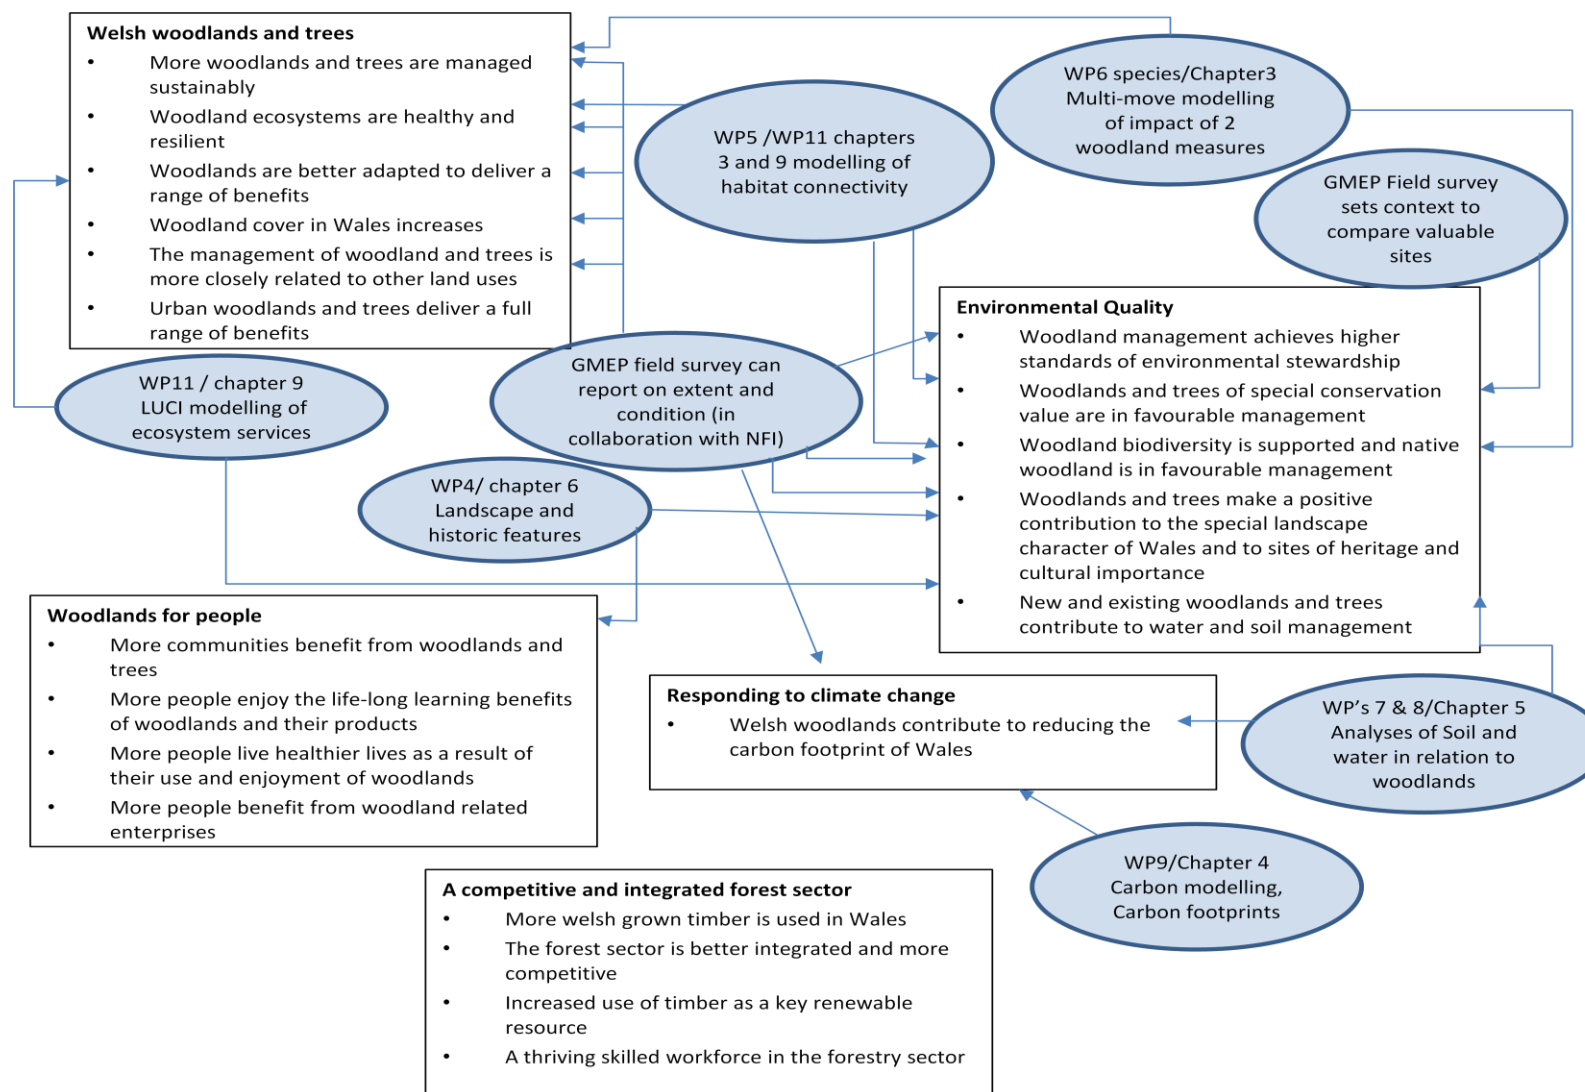 Welsh woodlands and trees
• More woodlands and trees are managed
sustainably
• Woodland ecosystems are healthy and
resilient
• Woodlands are better adapted to deliver a
range of benefits
• Woodland cover in Wales increases
• The management of woodland and trees is
more closely related to other land uses
• Urban woodlands and trees deliver a full
range of benefits
WP5 /WP11 chapters
3 and 9 modelling of
habitat connectivity
WP6 species/Chapter3
Multi-move modelling
of impact of 2
woodland measures
GMEP Field survey
sets context to
compare valuable
sites
WP11 / chapter 9
LUCI modelling of
ecosystem services
GMEP field survey can
report on extent and
condition (in
collaboration with NFI)
WP4/ chapter 6
Landscape and
historic features
Environmental Quality
• Woodland management achieves higher
standards of environmental stewardship
• Woodlands and trees of special conservation
value are in favourable management
• Woodland biodiversity is supported and native
woodland is in favourable management
• Woodlands and trees make a positive
contribution to the special landscape
character of Wales and to sites of heritage and
cultural importance
• New and existing woodlands and trees
contribute to water and soil management
Woodlands for people
• More communities benefit from woodlands and
trees
• More people enjoy the life-long learning benefits
of woodlands and their products
• More people live healthier lives as a result of
their use and enjoyment of woodlands
• More people benefit from woodland related
enterprises
Responding to climate change
• Welsh woodlands contribute to reducing the
carbon footprint of Wales
WP's 7 & 8/Chapter 5
Analyses of Soil and
water in relation to
woodlands
WP9/Chapter 4
Carbon modelling,
Carbon footprints
A competitive and integrated forest sector
• More welsh grown timber is used in Wales
• The forest sector is better integrated and more
competitive
• Increased use of timber as a key renewable
resource
• A thriving skilled workforce in the forestry sector